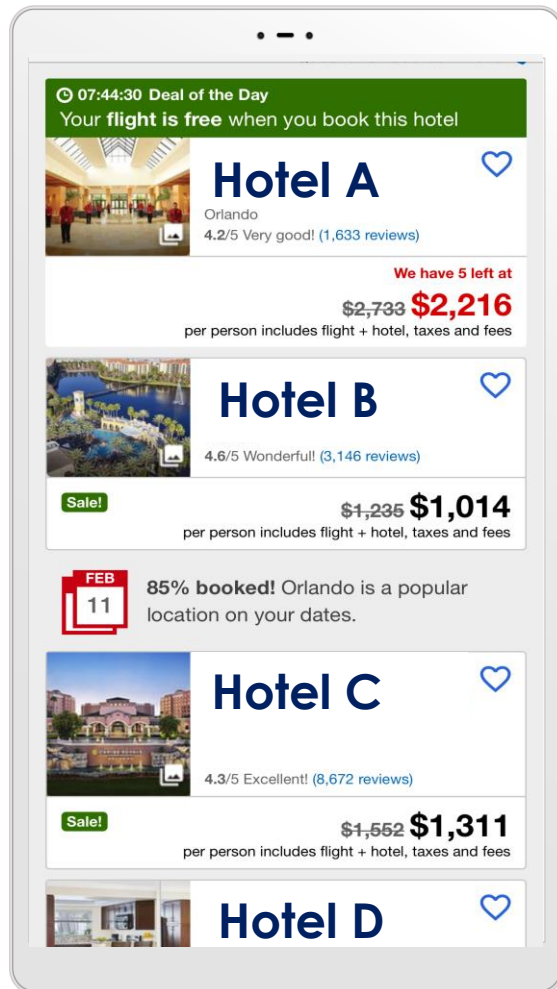 07:44:30 Deal of the Day
Your flight is free when you book this hotel
Hotel A
Orlando
4.2/5 Very good! (1,633 reviews)
We have 5 left at
$2,733 $2,216
per person includes flight + hotel, taxes and fees
Hotel B
4.6/5 Wonderful! (3,146 reviews)
Sale!
$1,235 $1,014
per person includes flight + hotel, taxes and fees
FEB
11
85% booked! Orlando is a popular
location on your dates.
Hotel C
4.3/5 Excellent! (8,672 reviews)
Sale!
$1,552 $1,311
per person includes flight + hotel, taxes and fees
Hotel D